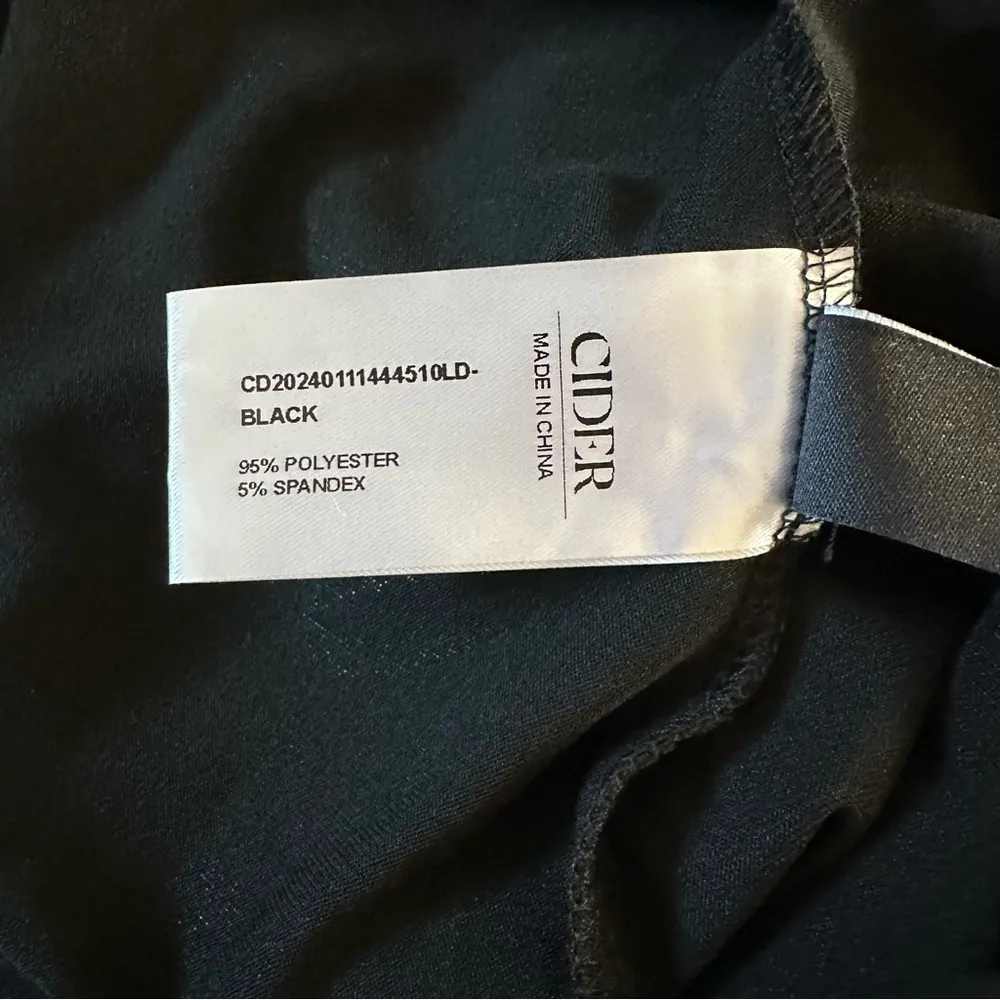 CIDER
MADE IN CHINA
CD20240111444510LD-
BLACK
95% POLYESTER
5% SPANDEX